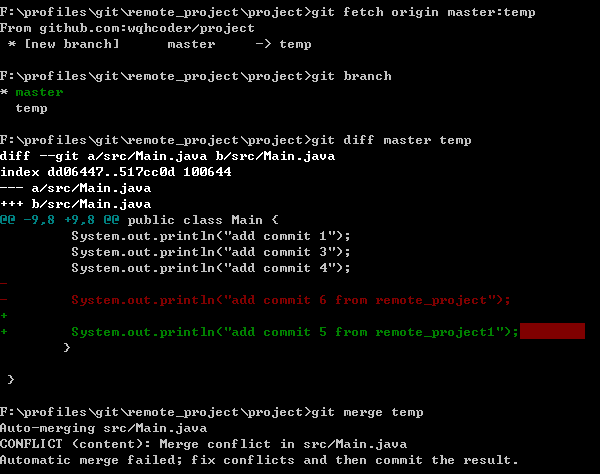 F:\profiles\git\remote_project\project>git fetch origin master:temp
From github.com:wqhcoder/project
 * [new branch]      master     -> temp
F:\profiles\git\remote_project\project>git branch
* master
  temp
F:\profiles\git\remote_project\project>git diff master temp
diff --git a/src/Main.java b/src/Main.java
index dd06447..517cc0d 100644
--- a/src/Main.java
+++ b/src/Main.java
@@ -9,8 +9,8 @@ public class Main {
         System.out.println("add commit 1");
         System.out.println("add commit 3");
         System.out.println("add commit 4");
-
-        System.out.println("add commit 6 from remote_project");
+
+        System.out.println("add commit 5 from remote_project1");
        }
 }
F:\profiles\git\remote_project\project>git merge temp
Auto-merging src/Main.java
CONFLICT (content): Merge conflict in src/Main.java
Automatic merge failed; fix conflicts and then commit the result.